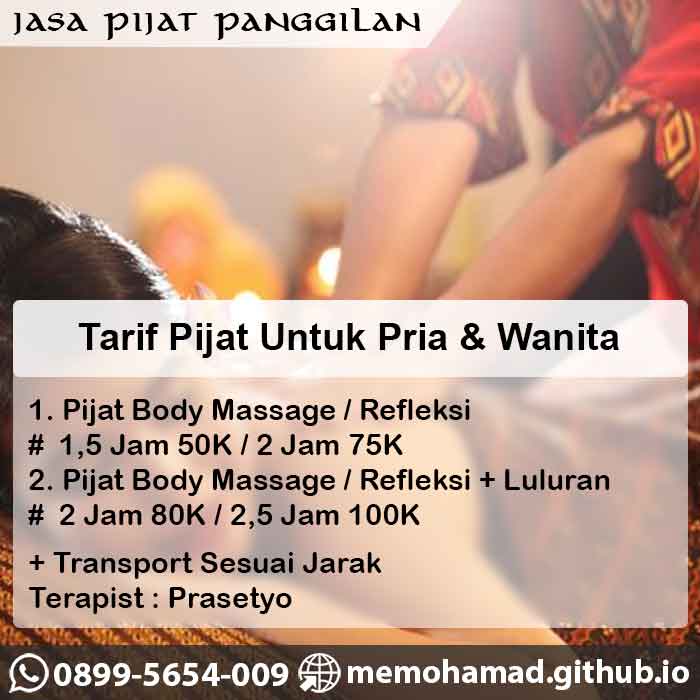 JASA PIJAT PANGGILAN
Tarif Pijat Untuk Pria & Wanita
1. Pijat Body Massage / Refleksi
# 1,5 Jam 50K / 2 Jam 75K
2. Pijat Body Massage / Refleksi + Luluran
# 2 Jam 80K / 2,5 Jam 100K
+ Transport Sesuai Jarak
Terapist : Prasetyo
0899-5654-009 memohamad.github.io